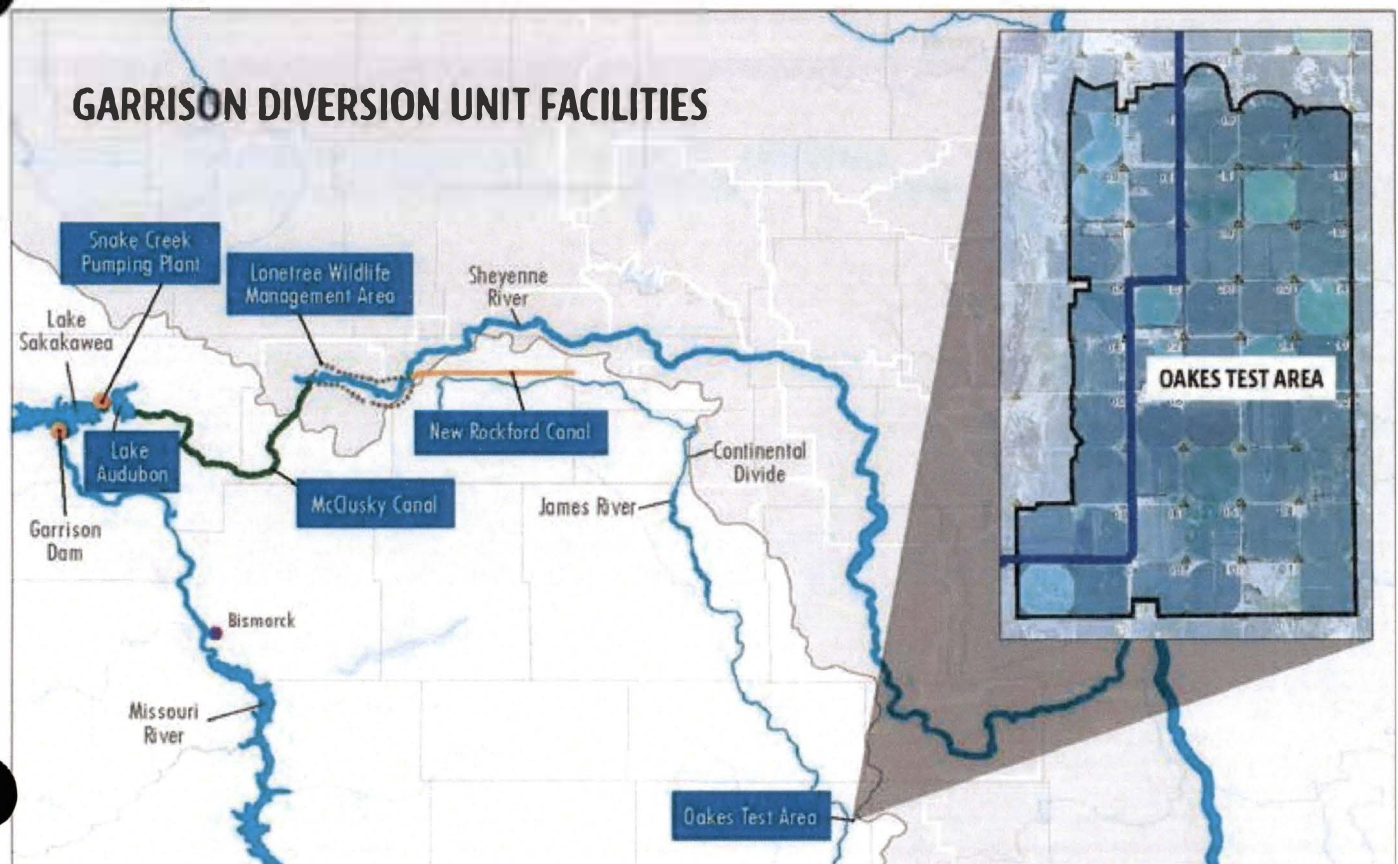 GARRISON DIVERSION UNIT FACILITIES
Snake Creek
Pumping Plant
Lonetree Wildlife
Management Area
Sheyenne
River
Lake
Sakakawea
OAKES TEST AREA
New Rockford Canal
Lake
Audubon
Continental
Divide
McClusky Canal
James River
Garrison
Dam
Bismarck
Missouri
River
Oakes Test Area